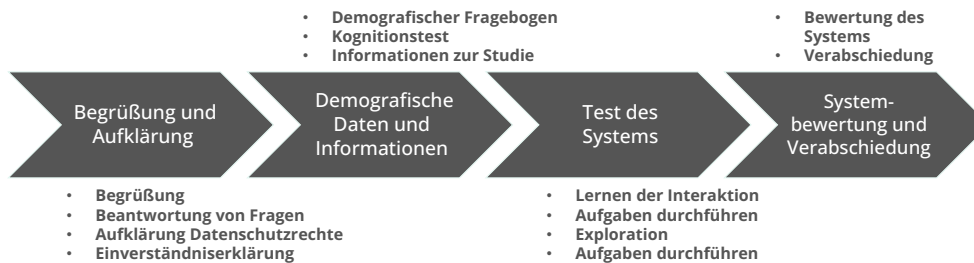 • Demografischer Fragebogen
• Kognitionstest
• Informationen zur Studie
• Bewertung des
Systems
• Verabschiedung
Begrüßung und
Aufklärung
Demografische
Daten und
Informationen
Test des
Systems
System-
bewertung und
Verabschiedung
• Begrüßung
• Beantwortung von Fragen
• Aufklärung Datenschutzrechte
• Einverständniserklärung
• Lernen der Interaktion
• Aufgaben durchführen
• Exploration
• Aufgaben durchführen